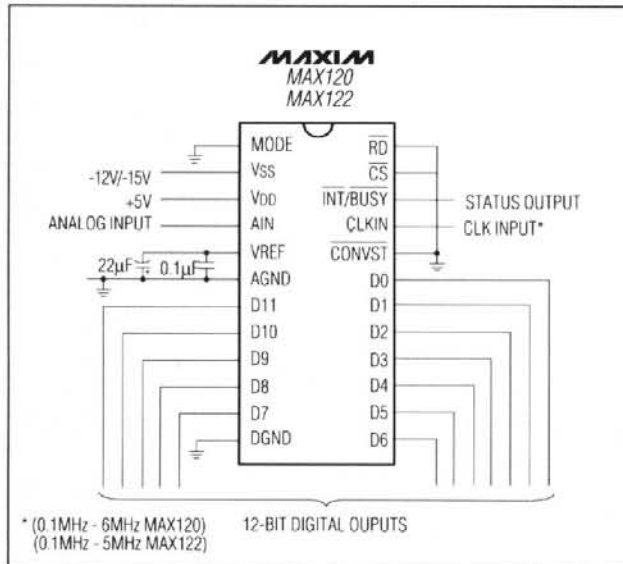 MAXIM
MAX120
MAX122
MODE
VSS
VDD
AIN
VREF
AGND
D11
D10
D9
D8
D7
DGND
RD
CS
INT/BUSY
CLKIN
CONVST
D0
D1
D2
D3
D4
D5
D6
-12V/-15V
+5V
ANALOG INPUT
22µF 0.1µF
STATUS OUTPUT
CLK INPUT*
12-BIT DIGITAL OUPUTS
* (0.1MHz - 6MHz MAX120)
(0.1MHz - 5MHz MAX122)